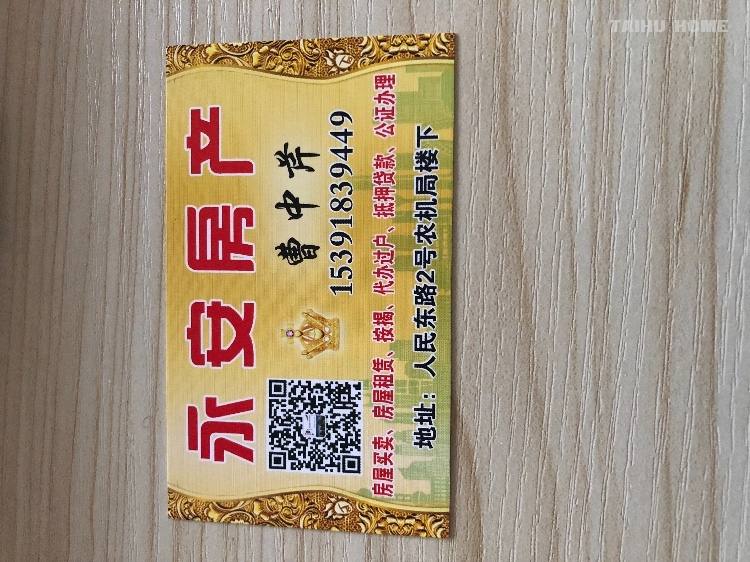 永安房产
曹中芹
15391839449
房屋买卖、房屋租赁、按揭、代办过户、抵押贷款、公证办理
地址：人民东路2号农机局楼下
TAIHU HOME